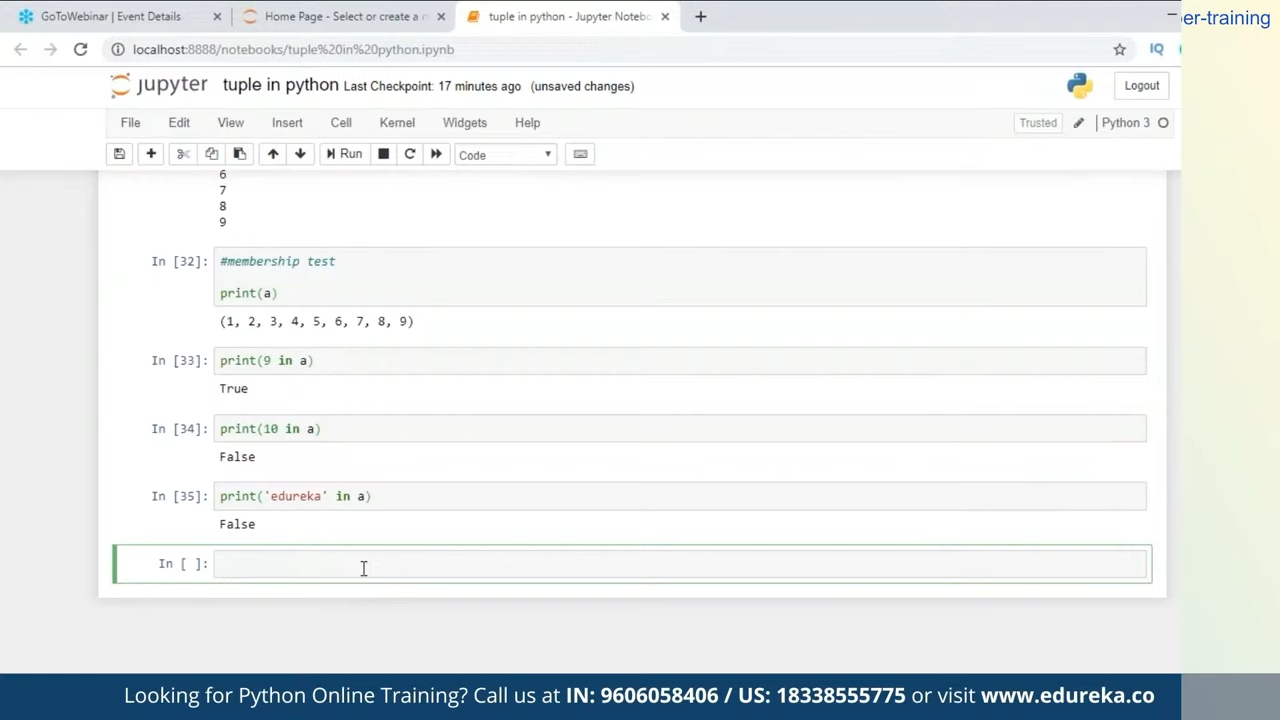 GoToWebinar | Event Details
Home Page - Select or create a n
tuple in python - Jupyter Notebo
er-training
localhost:8888/notebooks/tuple%20in%20python.ipynb
IQ
jupyter tuple in python Last Checkpoint: 17 minutes ago (unsaved changes)
Logout
File Edit View Insert Cell Kernel Widgets Help
Trusted
Python 3
Run
Code
6
7
8
9
In [32]: #membership test
print(a)
(1, 2, 3, 4, 5, 6, 7, 8, 9)
In [33]: print(9 in a)
True
In [34]: print(10 in a)
False
In [35]: print('edureka' in a)
False
In [ ]:
Looking for Python Online Training? Call us at IN: 9606058406 / US: 18338555775 or visit www.edureka.co